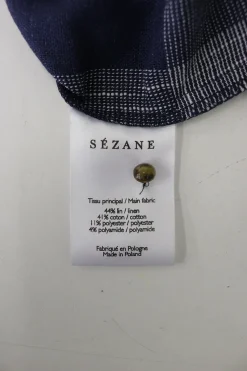 SÉZANE
Tissu principal / Main fabric
44% lin / linen
41% coton / cotton
11% polyester / polyester
4% polyamide / polyamide
Fabriqué en Pologne
Made in Poland